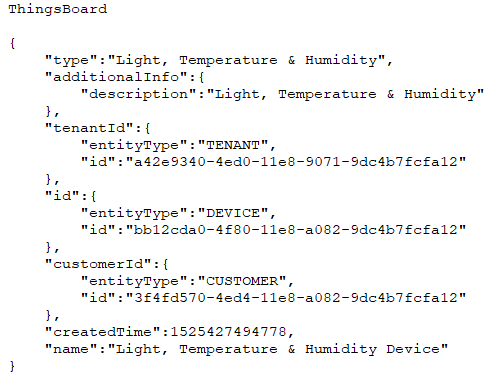 ThingsBoard
{
"type":"Light, Temperature & Humidity",
"additionalInfo":{
"description":"Light, Temperature & Humidity"
},
"tenantId":{
"entityType":"TENANT",
"id":"a42e9340-4ed0-11e8-9071-9dc4b7fcfa12"
},
"id":{
"entityType":"DEVICE",
"id":"bb12cda0-4f80-11e8-a082-9dc4b7fcfa12"
},
"customerId":{
"entityType":"CUSTOMER",
"id":"3f4fd570-4ed4-11e8-a082-9dc4b7fcfa12"
},
"createdTime":1525427494778,
"name":"Light, Temperature & Humidity Device"
}